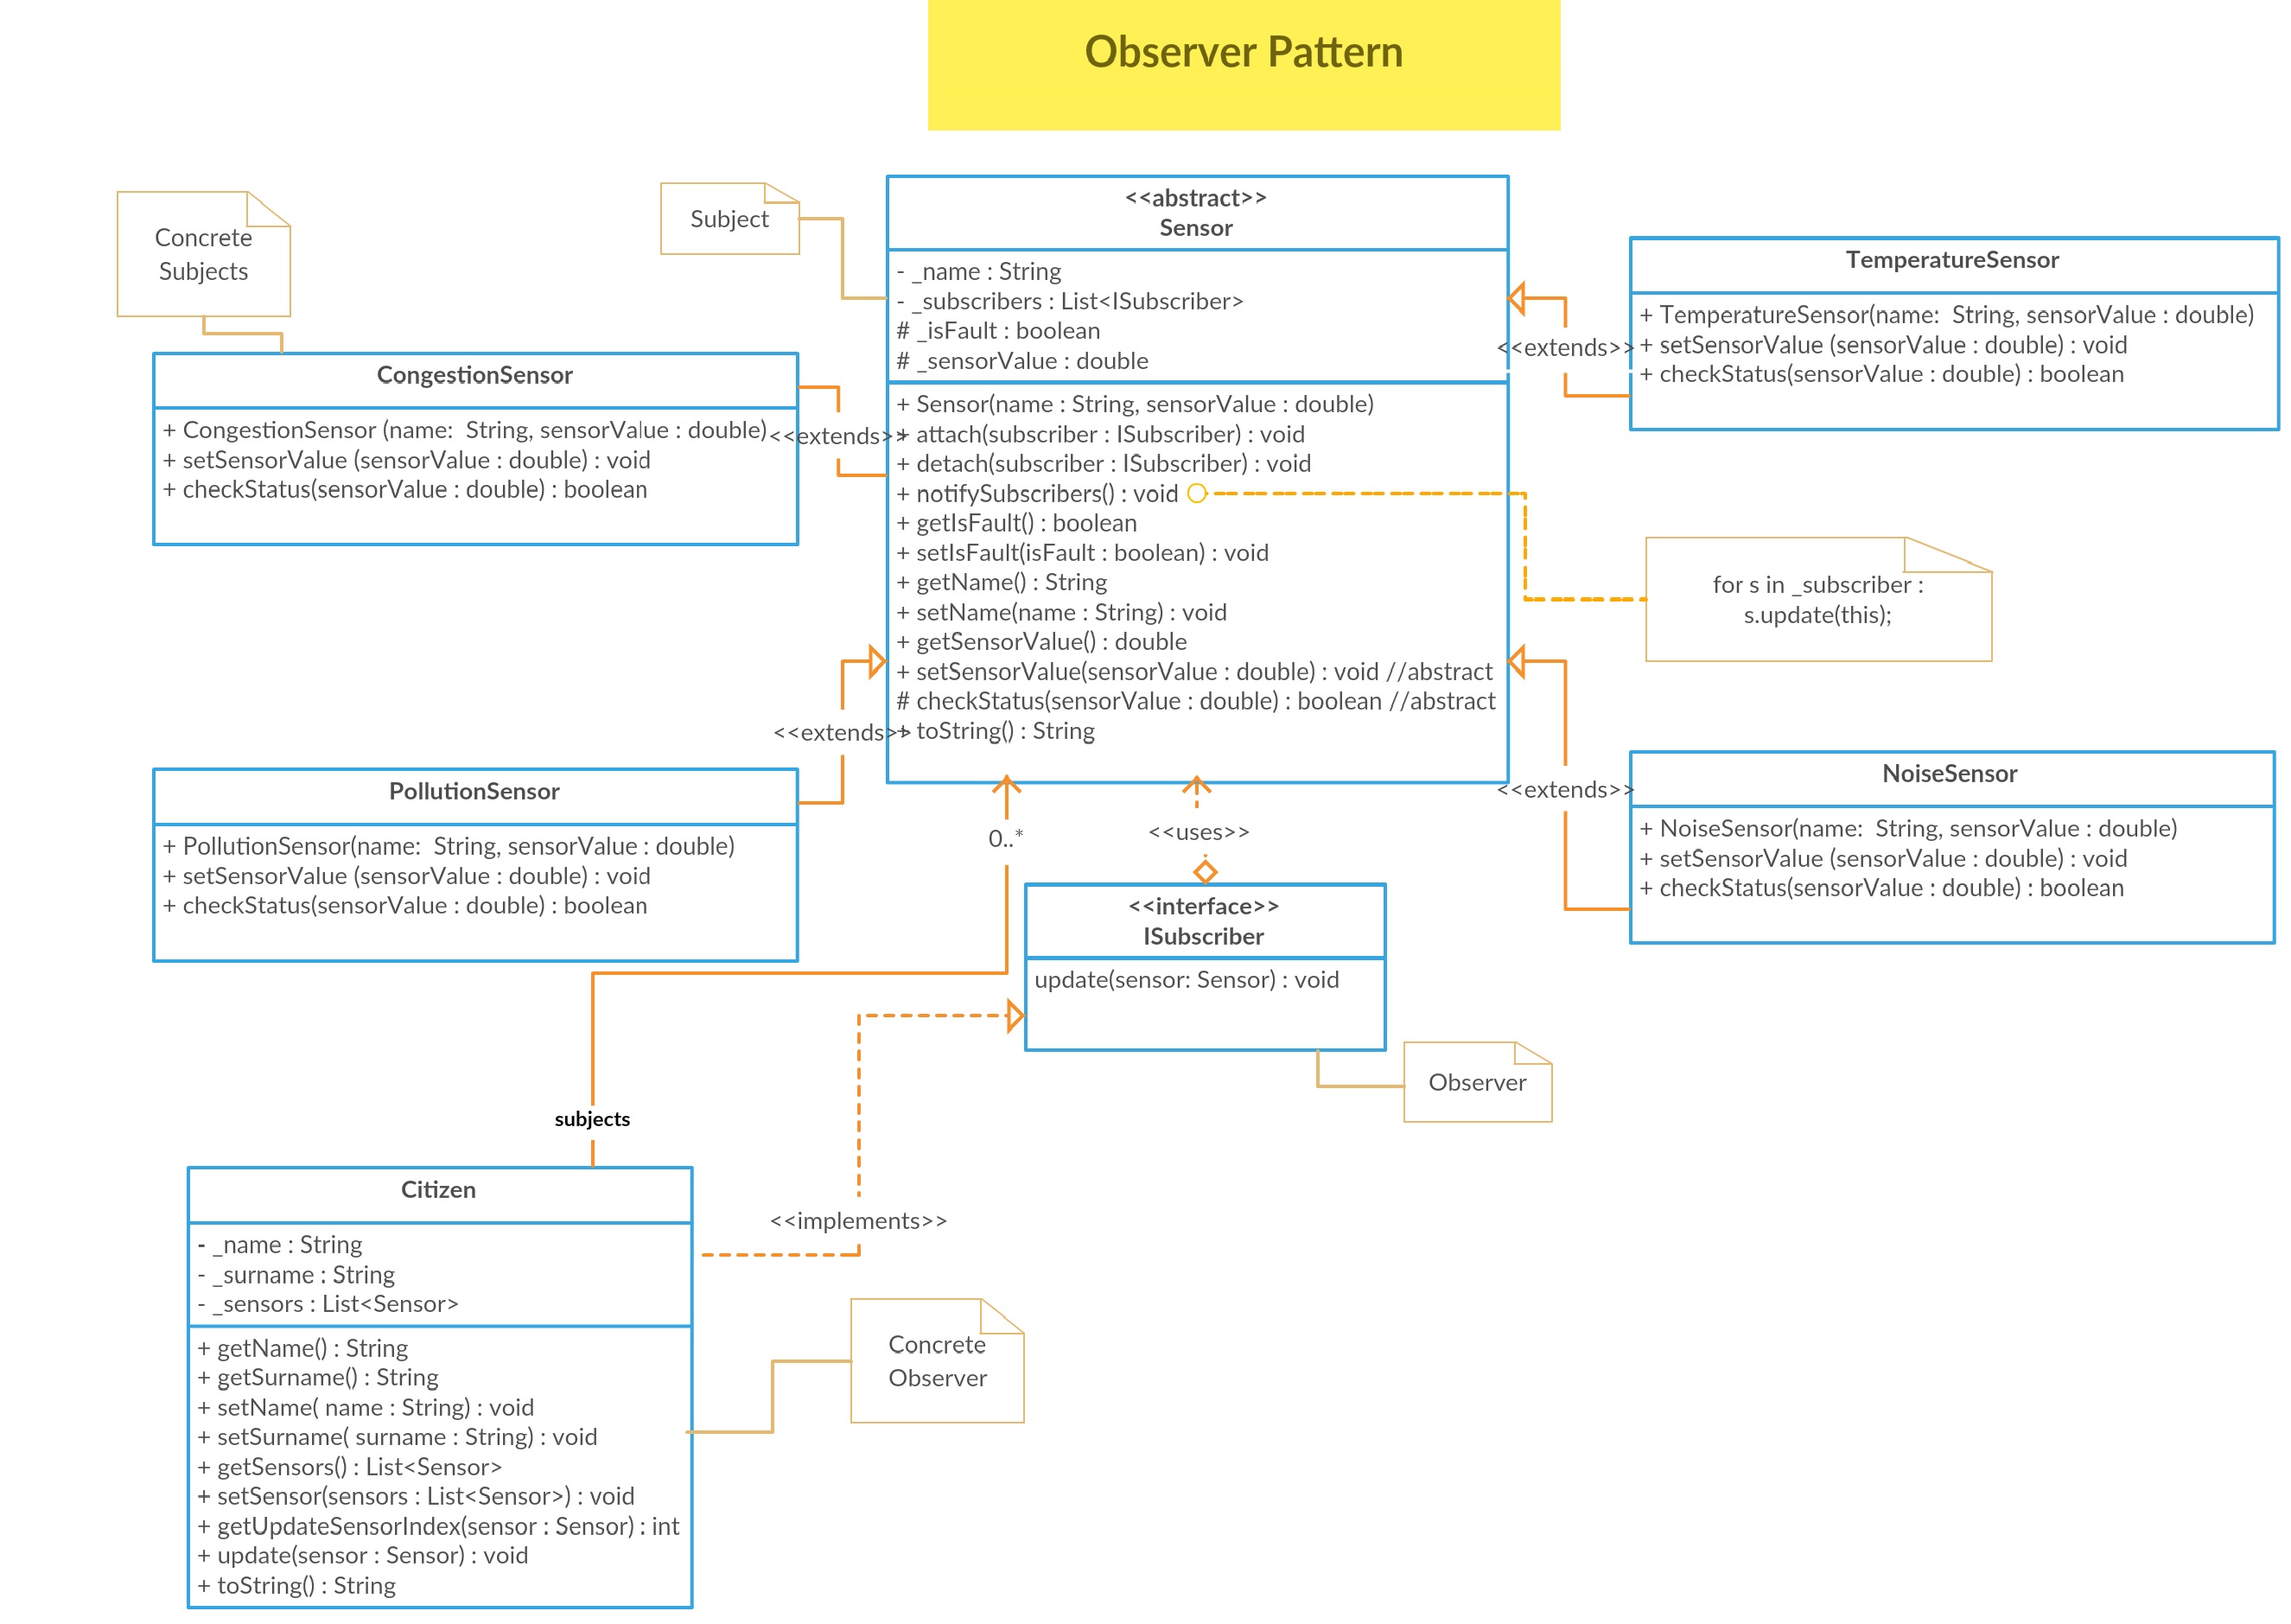 Observer Pattern
Concrete
Subjects
Subject
<<abstract>>
Sensor
- _name : String
- _subscribers : List<ISubscriber>
# _isFault : boolean
# _sensorValue : double
+ Sensor(name : String, sensorValue : double)
+ attach(subscriber : ISubscriber) : void
+ detach(subscriber : ISubscriber) : void
+ notifySubscribers() : void
+ getIsFault() : boolean
+ setIsFault(isFault : boolean) : void
+ getName() : String
+ setName(name : String) : void
+ getSensorValue() : double
+ setSensorValue(sensorValue : double) : void //abstract
# checkStatus(sensorValue : double) : boolean //abstract
+ toString() : String
TemperatureSensor
+ TemperatureSensor(name:  String, sensorValue : double)
+ setSensorValue (sensorValue : double) : void
+ checkStatus(sensorValue : double) : boolean
<<extends>>
CongestionSensor
+ CongestionSensor (name:  String, sensorValue : double)
+ setSensorValue (sensorValue : double) : void
+ checkStatus(sensorValue : double) : boolean
<<extends>>
for s in _subscriber :
s.update(this);
<<extends>>
PollutionSensor
+ PollutionSensor(name:  String, sensorValue : double)
+ setSensorValue (sensorValue : double) : void
+ checkStatus(sensorValue : double) : boolean
<<extends>>
NoiseSensor
+ NoiseSensor(name:  String, sensorValue : double)
+ setSensorValue (sensorValue : double) : void
+ checkStatus(sensorValue : double) : boolean
0..*
<<uses>>
<<interface>>
ISubscriber
update(sensor: Sensor) : void
Observer
subjects
<<implements>>
Citizen
- _name : String
- _surname : String
- _sensors : List<Sensor>
+ getName() : String
+ getSurname() : String
+ setName( name : String) : void
+ setSurname( surname : String) : void
+ getSensors() : List<Sensor>
+ setSensor(sensors : List<Sensor>) : void
+ getUpdateSensorIndex(sensor : Sensor) : int
+ update(sensor : Sensor) : void
+ toString() : String
Concrete
Observer